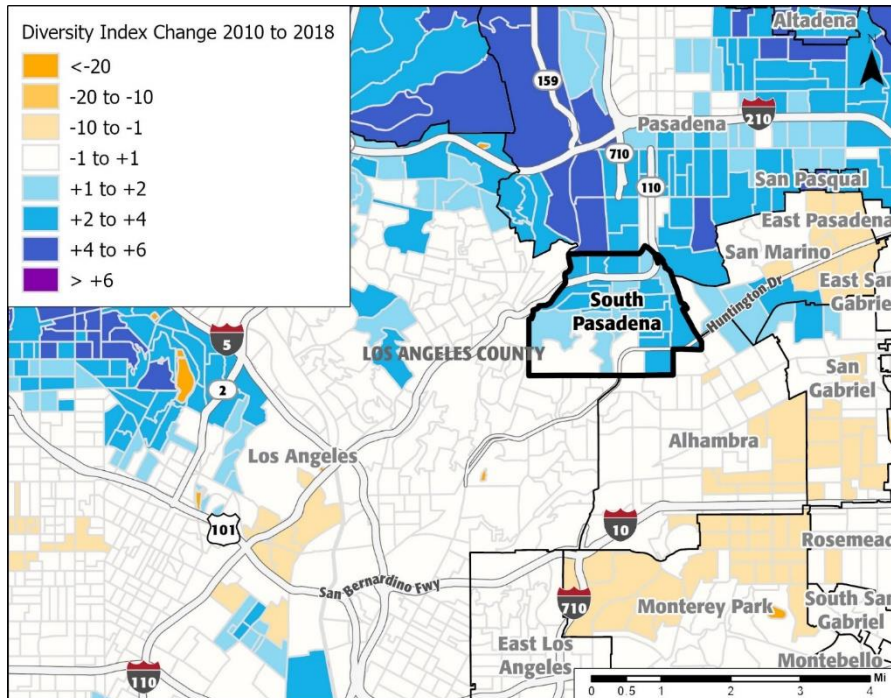 Diversity Index Change 2010 to 2018
<-20
-20 to -10
-10 to -1
-1 to +1
+1 to +2
+2 to +4
+4 to +6
> +6
Altadena
159
Pasadena
210
710
110
San Pasqual
East Pasadena
San Marino
East San
Gabriel
Huntington Dr
South
Pasadena
5
LOS ANGELES COUNTY
2
San
Gabriel
Los Angeles
Alhambra
101
10
Rosemead
San Bernardino Fwy
710
Monterey Park
South San
Gabriel
East Los
Angeles
Montebello
110
0 0.5 1 2 3 4